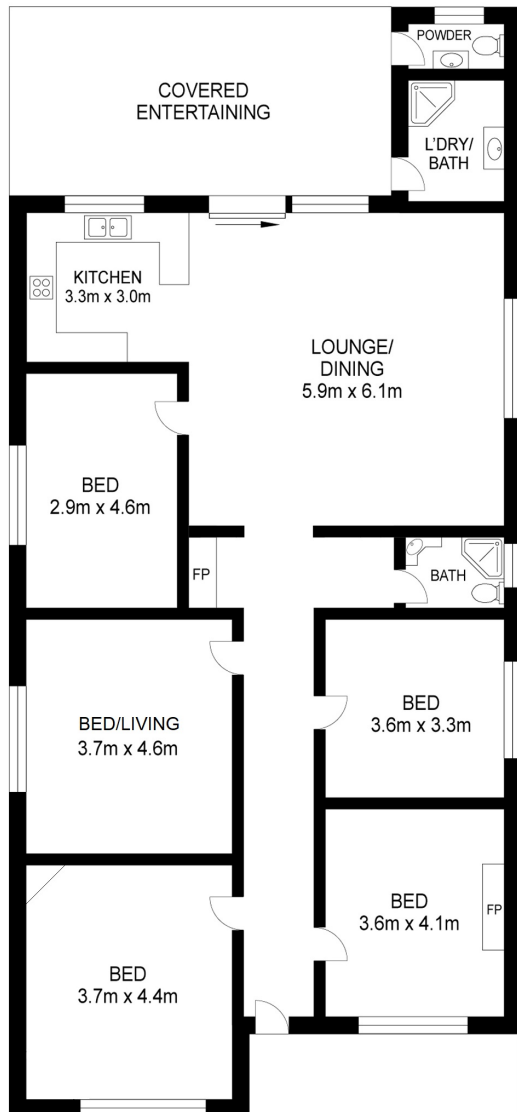 POWDER
COVERED
ENTERTAINING
L'DRY/
BATH
KITCHEN
3.3m x 3.0m
LOUNGE/
DINING
5.9m x 6.1m
BED
2.9m x 4.6m
FP
BATH
BED/LIVING
3.7m x 4.6m
BED
3.6m x 3.3m
BED
3.6m x 4.1m
FP
BED
3.7m x 4.4m